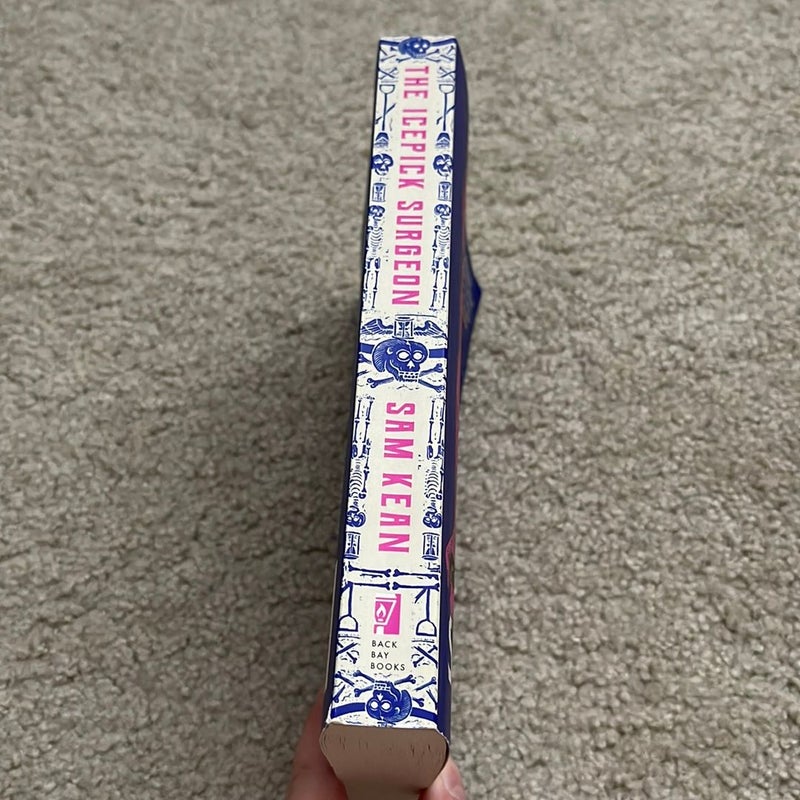 THE ICEPICK SURGEON
SAM KEAN
BACK
BAY
BOOKS